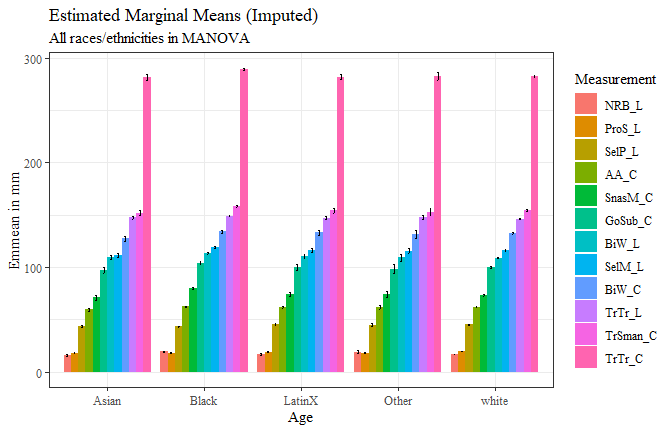 Estimated Marginal Means (Imputed)
All races/ethnicities in MANOVA
300
200
100
0
Emmean in mm
Asian
Black
LatinX
Other
white
Age
Measurement
NRB_L
ProS_L
SelP_L
AA_C
SnasM_C
GoSub_C
BiW_L
SelM_L
BiW_C
TrTr_L
TrSman_C
TrTr_C